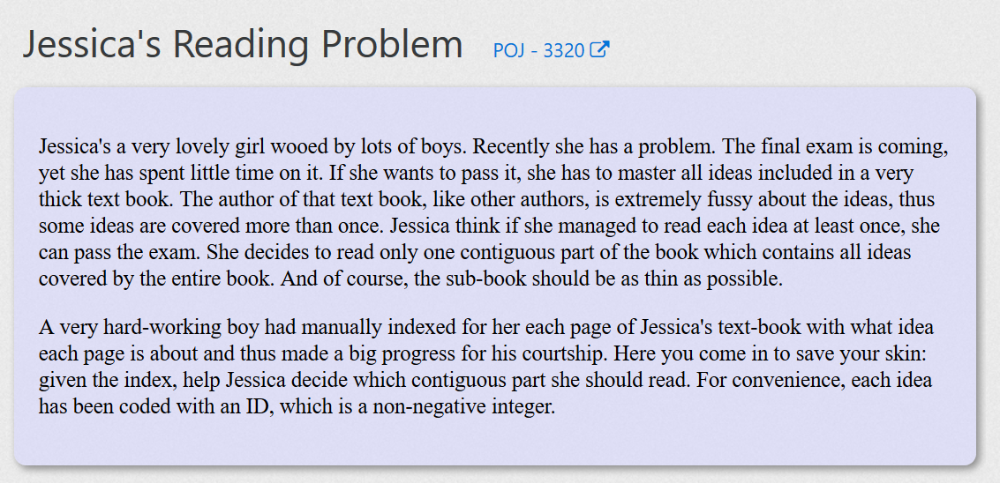 Jessica's Reading Problem POJ - 3320
Jessica's a very lovely girl wooed by lots of boys. Recently she has a problem. The final exam is coming,
yet she has spent little time on it. If she wants to pass it, she has to master all ideas included in a very
thick text book. The author of that text book, like other authors, is extremely fussy about the ideas, thus
some ideas are covered more than once. Jessica think if she managed to read each idea at least once, she
can pass the exam. She decides to read only one contiguous part of the book which contains all ideas
covered by the entire book. And of course, the sub-book should be as thin as possible.
A very hard-working boy had manually indexed for her each page of Jessica's text-book with what idea
each page is about and thus made a big progress for his courtship. Here you come in to save your skin:
given the index, help Jessica decide which contiguous part she should read. For convenience, each idea
has been coded with an ID, which is a non-negative integer.